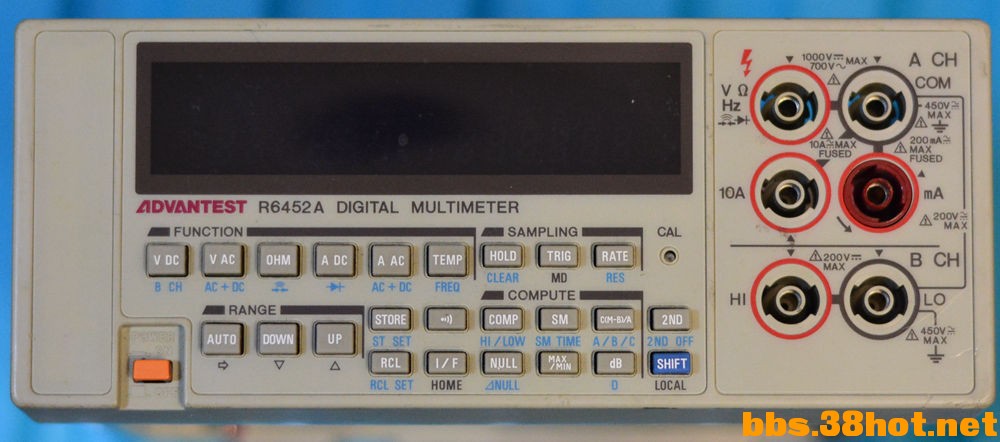 1000V⎓
700V∿ MAX
A CH
V Ω
COM
Hz
450V≂
MAX
10A≂MAX
FUSED
200mA≂
MAX
FUSED
ADVANTEST R6452A DIGITAL MULTIMETER
10A
mA
200V≂
MAX
FUNCTION
SAMPLING
CAL
V DC
V AC
OHM
A DC
A AC
TEMP
HOLD
TRIG
RATE
B CH
AC+DC
AC+DC
FREQ
CLEAR
MD
RES
200V⎓
MAX
B CH
HI
LO
RANGE
COMPUTE
AUTO
DOWN
UP
STORE
COMP
SM
(M-B)/A
2ND
ST SET
HI/LOW
SM TIME
A/B/C
2ND OFF
450V≂
MAX
RCL
I/F
NULL
MAX/MIN
dB
SHIFT
RCL SET
HOME
⊿NULL
D
LOCAL
bbs.38hot.net